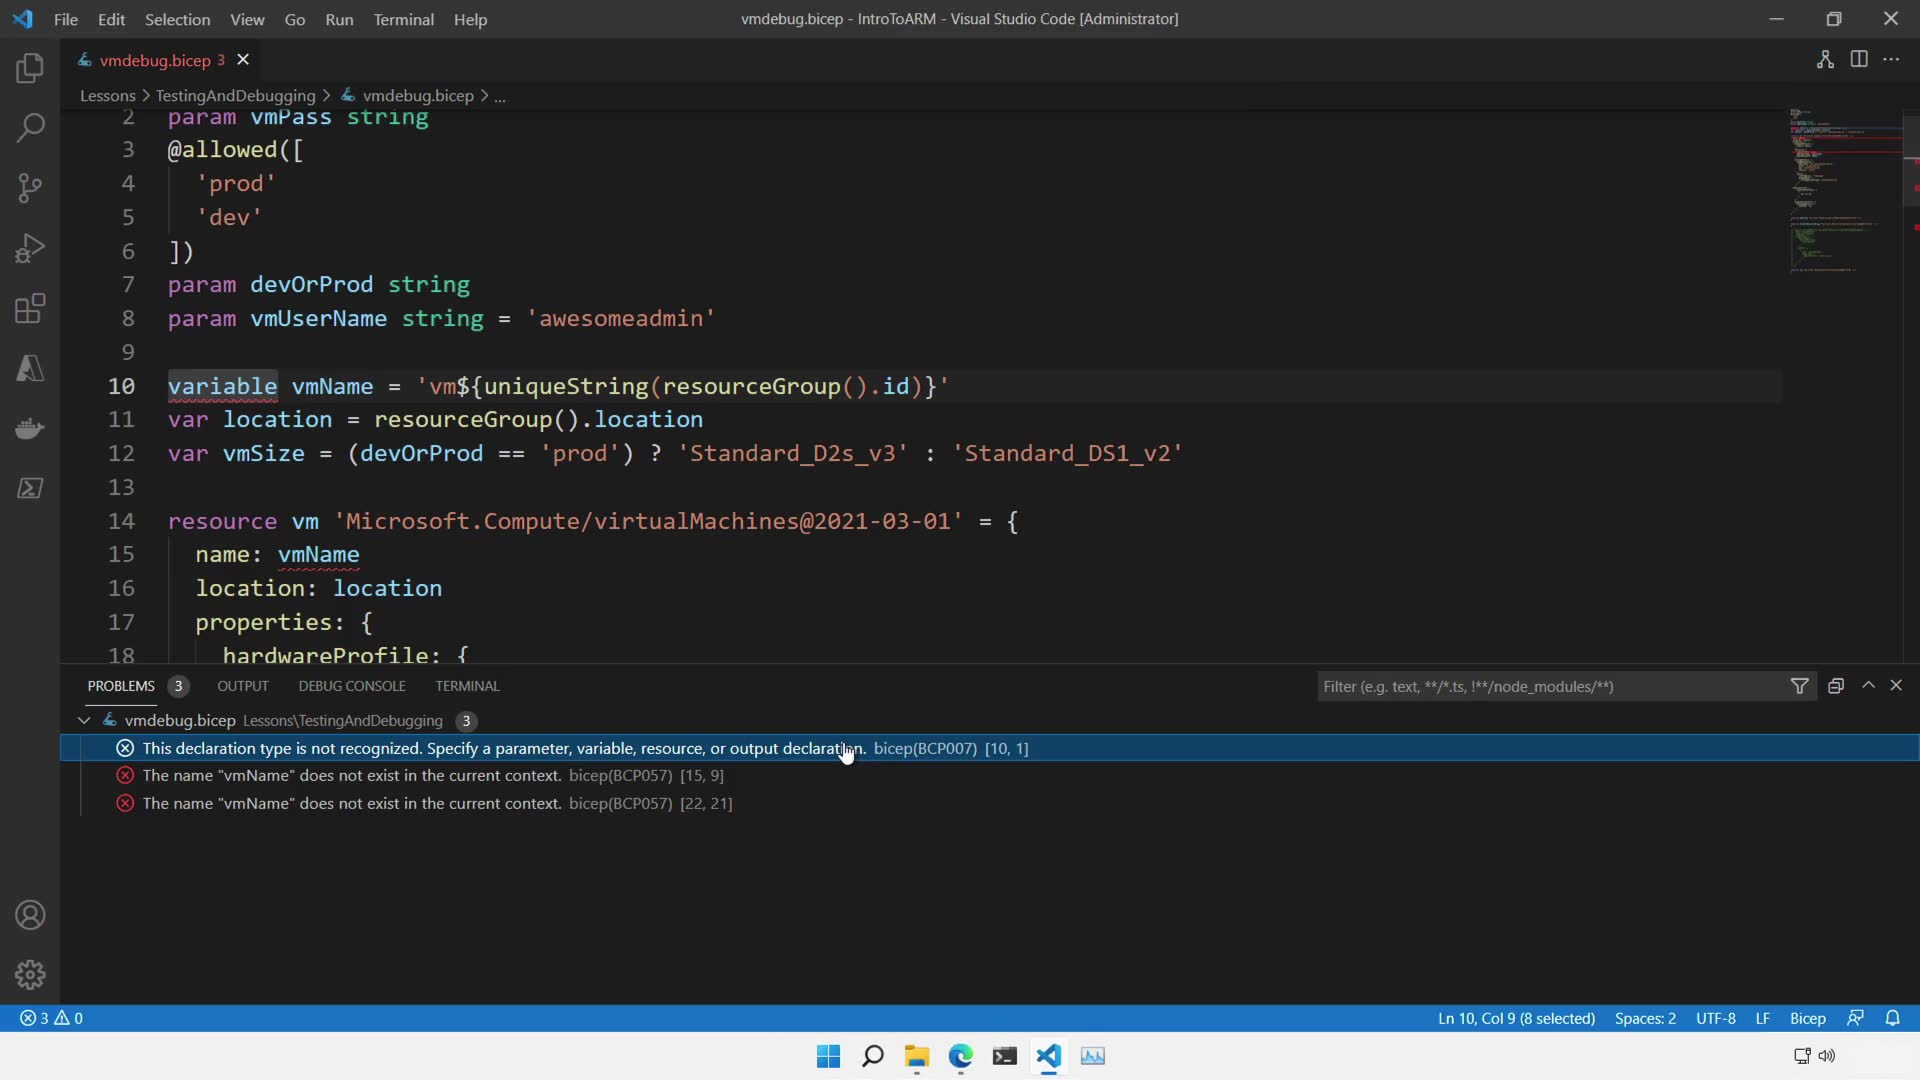 File Edit Selection View Go Run Terminal Help
vmdebug.bicep - IntroToARM - Visual Studio Code [Administrator]
vmdebug.bicep 3
Lessons > TestingAndDebugging > vmdebug.bicep > ...
2 param vmPass string
3 @allowed([
4 'prod'
5 'dev'
6 ])
7 param devOrProd string
8 param vmUserName string = 'awesomeadmin'
9
10 variable vmName = 'vm${uniqueString(resourceGroup().id)}'
11 var location = resourceGroup().location
12 var vmSize = (devOrProd == 'prod') ? 'Standard_D2s_v3' : 'Standard_DS1_v2'
13
14 resource vm 'Microsoft.Compute/virtualMachines@2021-03-01' = {
15 name: vmName
16 location: location
17 properties: {
18 hardwareProfile: {
PROBLEMS 3 OUTPUT DEBUG CONSOLE TERMINAL
Filter (e.g. text, **/*.ts, !**/node_modules/**)
vmdebug.bicep Lessons\TestingAndDebugging 3
This declaration type is not recognized. Specify a parameter, variable, resource, or output declaration. bicep(BCP007) [10, 1]
The name "vmName" does not exist in the current context. bicep(BCP057) [15, 9]
The name "vmName" does not exist in the current context. bicep(BCP057) [22, 21]
3 0
Ln 10, Col 9 (8 selected) Spaces: 2 UTF-8 LF Bicep